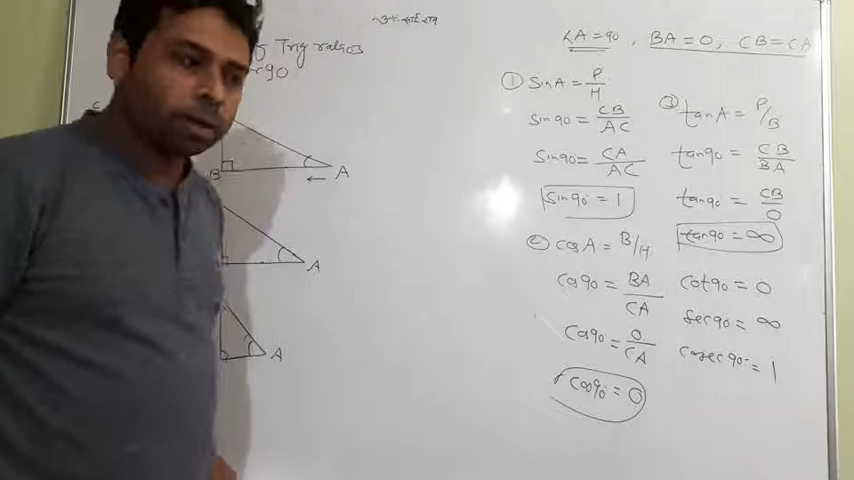 Trig ratios
90
∠A = 90 , BA = 0, CB = CA
① SinA = P/H
Sin90 = CB/AC
Sin90 = CA/AC
Sin90° = 1
② CosA = B/H
Cos90 = BA/CA
Cos90 = 0/CA
Cos90 = 0
③ tanA = P/B
tan90 = CB/BA
tan90 = CB/0
tan90 = ∞
Cot90 = 0
Sec90 = ∞
Cosec90° = 1
C
B
A
A
A